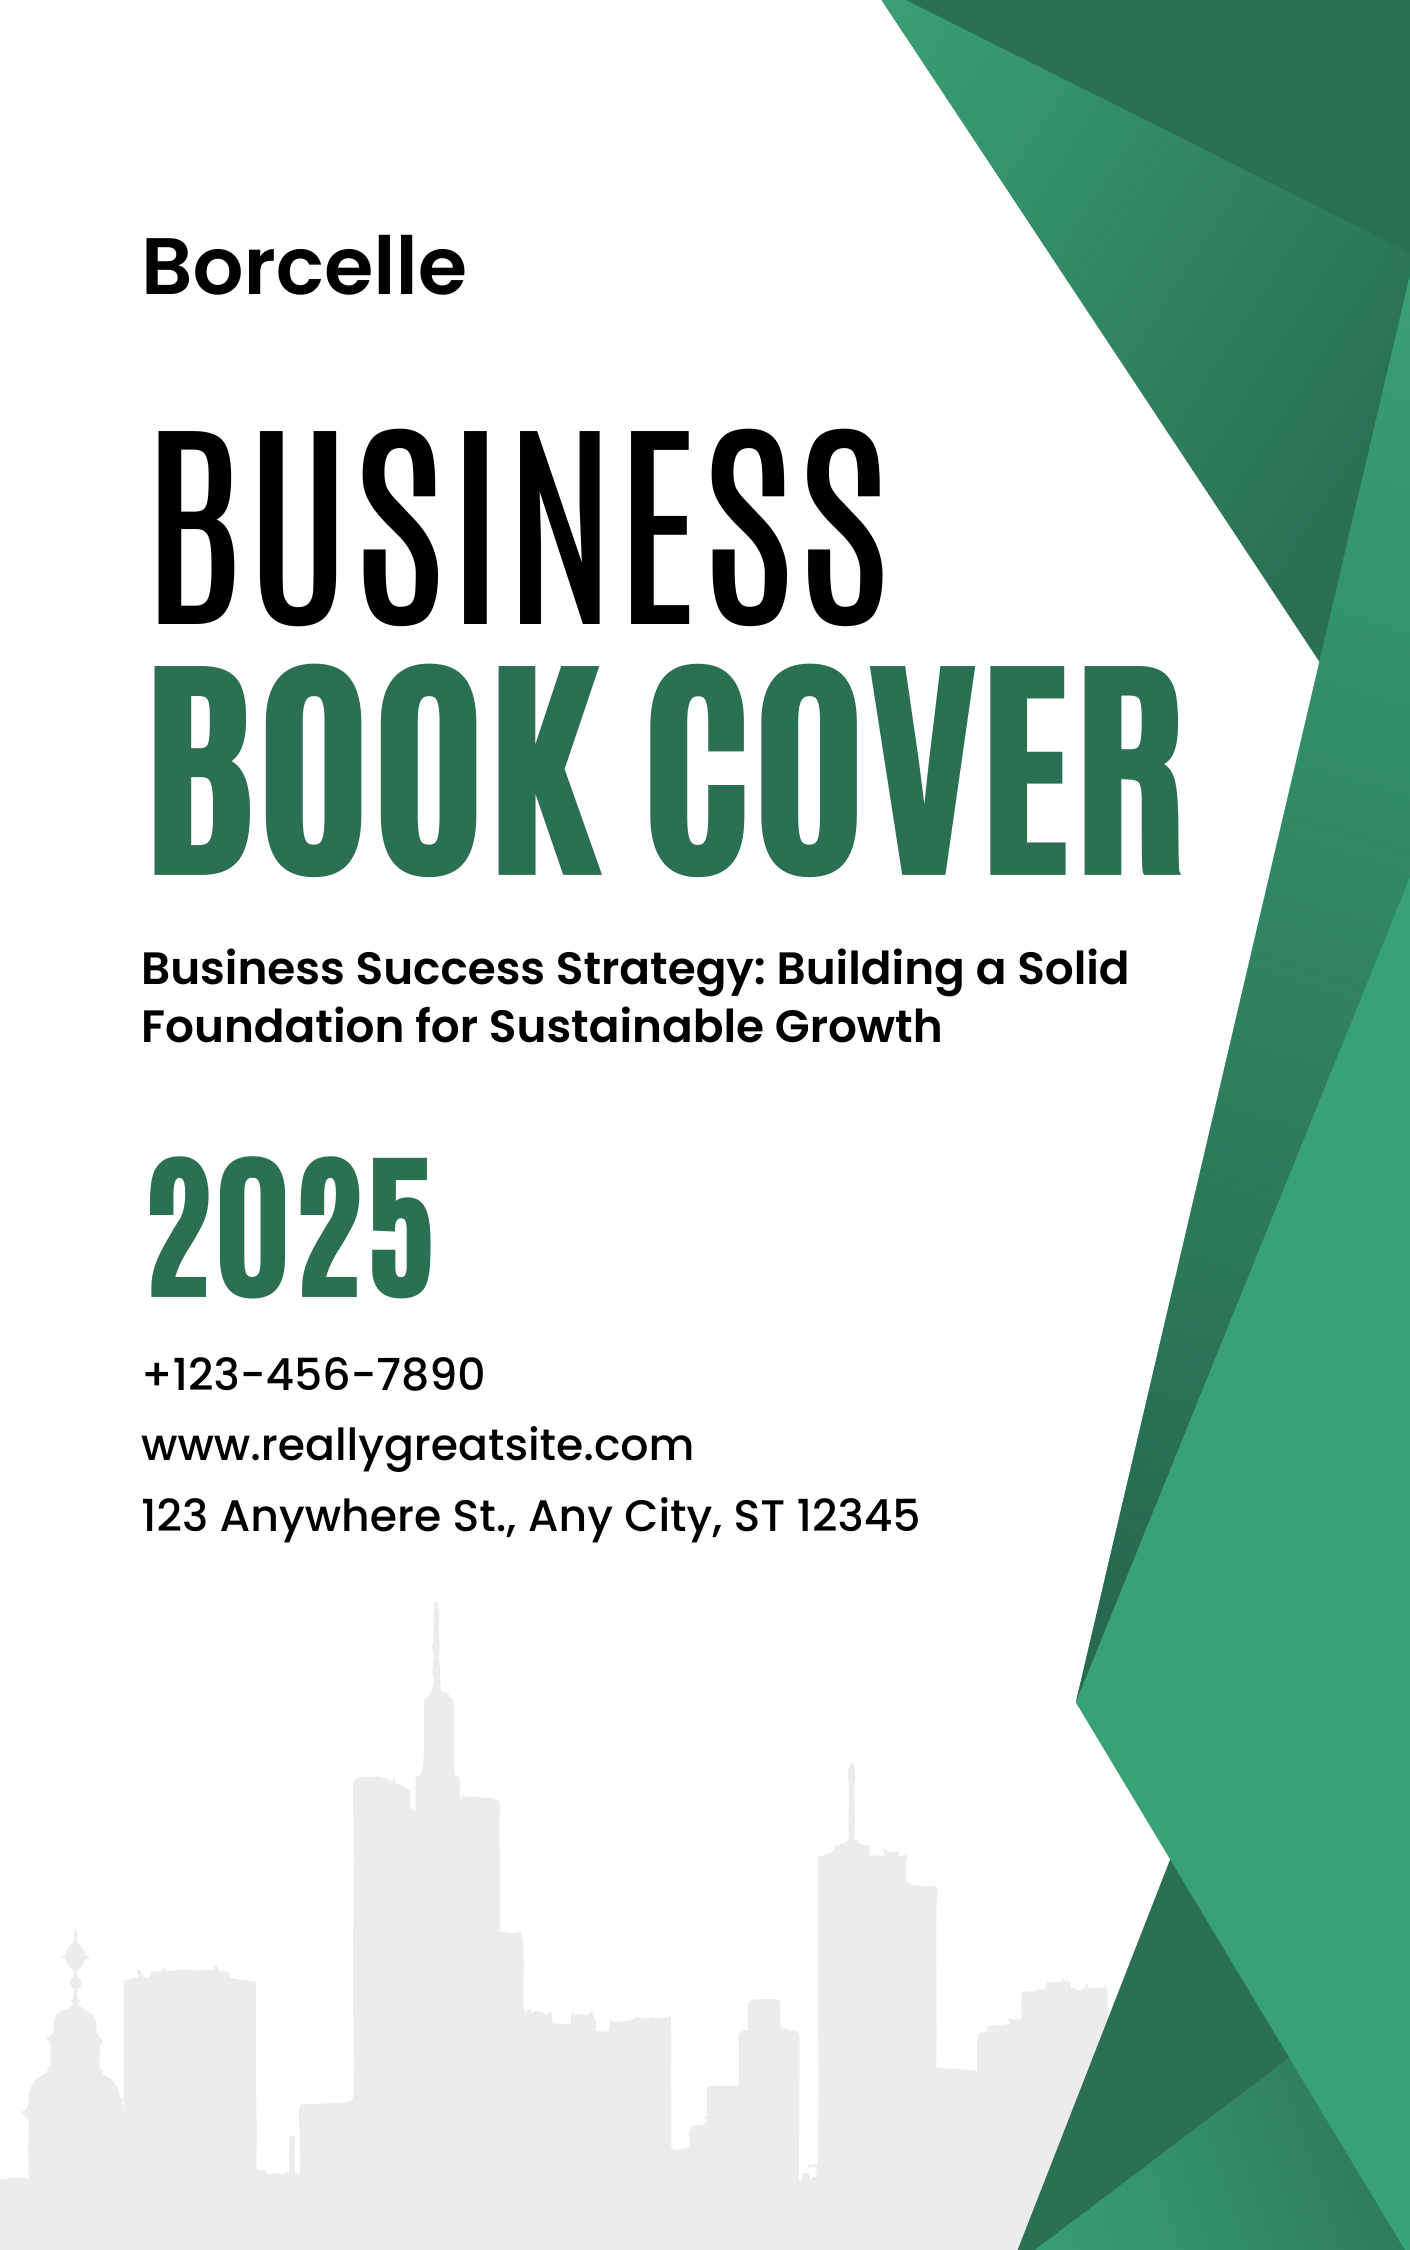 Borcelle
BUSINESS
BOOK COVER
Business Success Strategy: Building a Solid
Foundation for Sustainable Growth
2025
+123-456-7890
www.reallygreatsite.com
123 Anywhere St., Any City, ST 12345